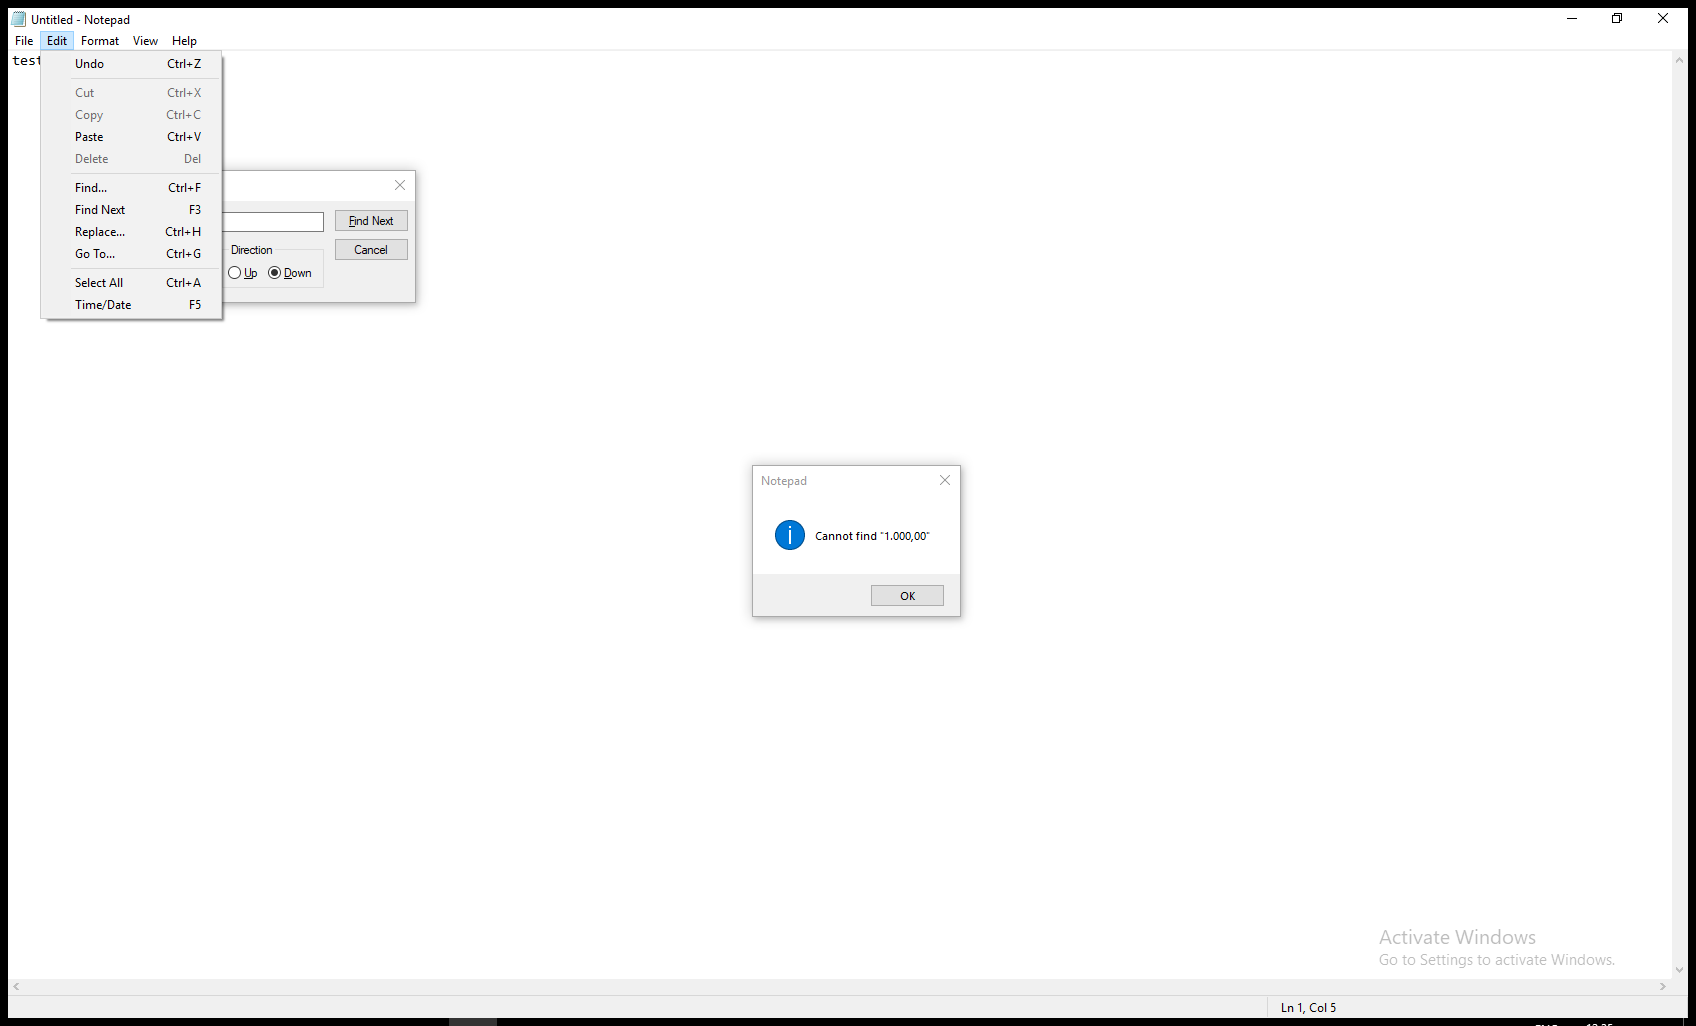 Untitled - Notepad
File Edit Format View Help
test
Undo Ctrl+Z
Cut Ctrl+X
Copy Ctrl+C
Paste Ctrl+V
Delete Del
Find... Ctrl+F
Find Next F3
Replace... Ctrl+H
Go To... Ctrl+G
Select All Ctrl+A
Time/Date F5
Find Next
Direction
Cancel
Up Down
Notepad
Cannot find "1.000,00"
OK
Activate Windows
Go to Settings to activate Windows.
Ln 1, Col 5